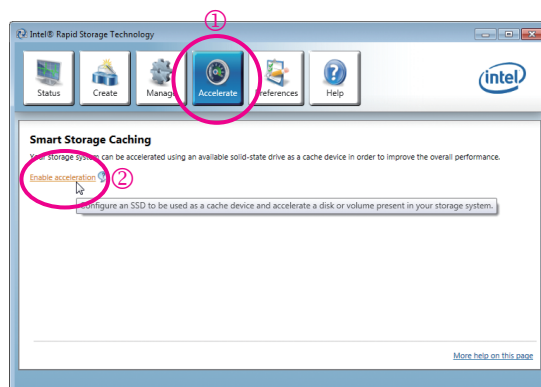 ①
Intel® Rapid Storage Technology
Status
Create
Manage
Accelerate
Preferences
Help
intel
Smart Storage Caching
Your storage system can be accelerated using an available solid-state drive as a cache device in order to improve the overall performance.
Enable acceleration
②
Configure an SSD to be used as a cache device and accelerate a disk or volume present in your storage system.
More help on this page